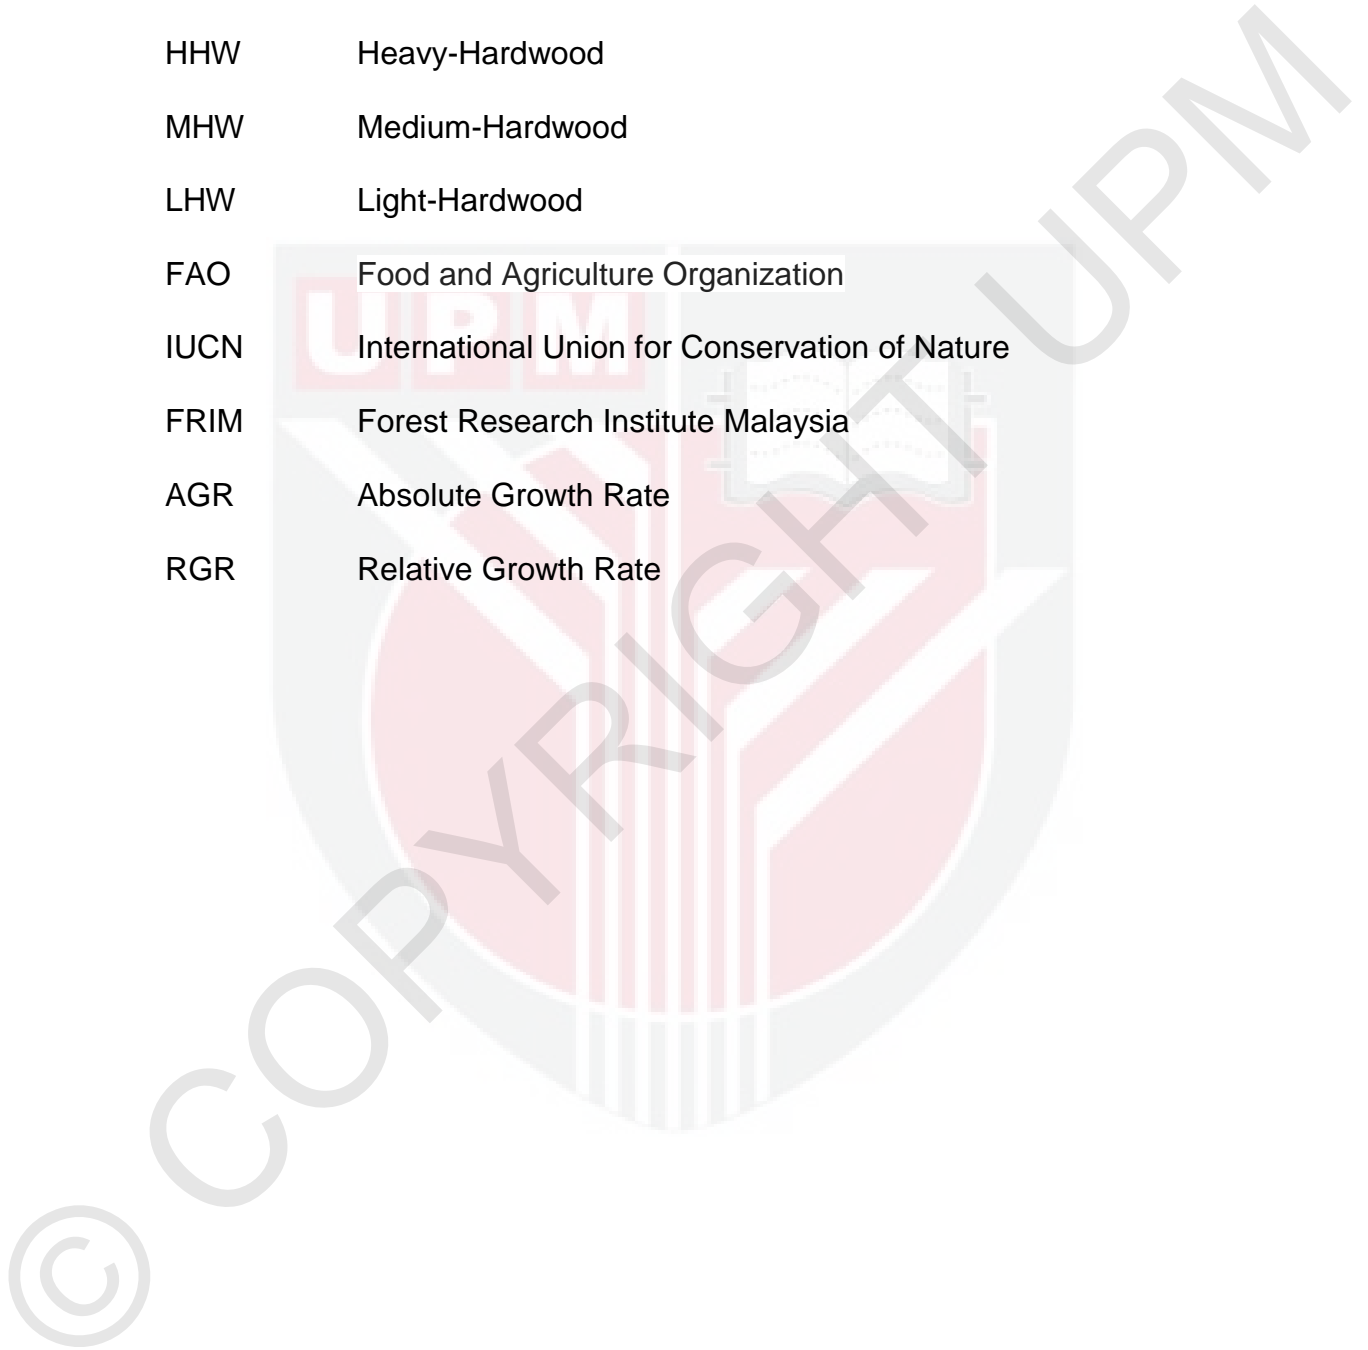 HHW Heavy-Hardwood
MHW Medium-Hardwood
LHW Light-Hardwood
FAO Food and Agriculture Organization
IUCN International Union for Conservation of Nature
FRIM Forest Research Institute Malaysia
AGR Absolute Growth Rate
RGR Relative Growth Rate
UPM
© COPYRIGHT UPM